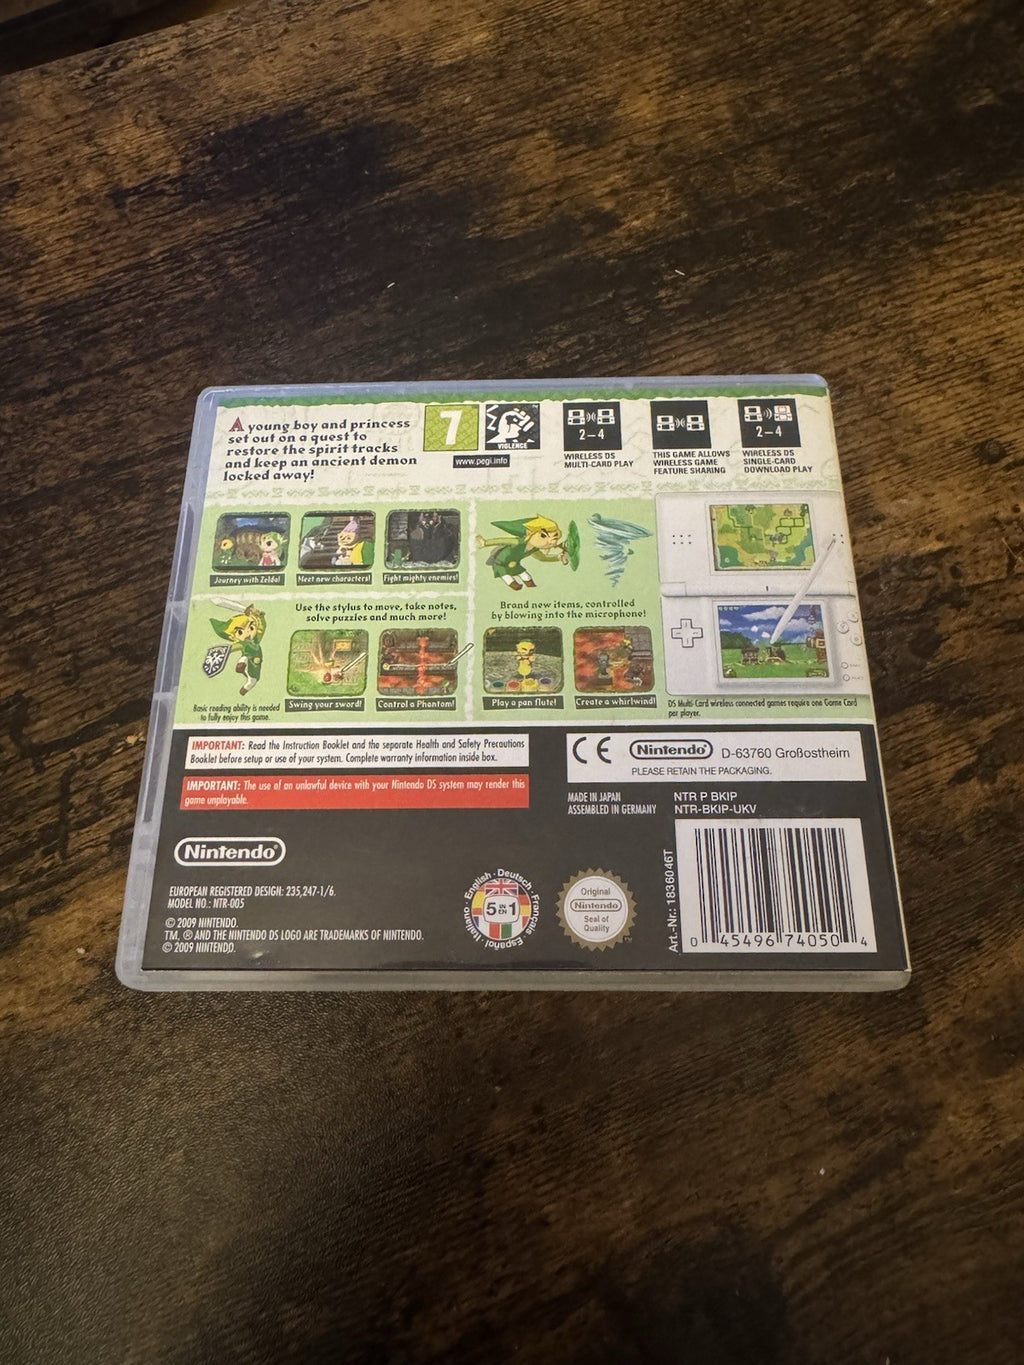 A young boy and princess
set out on a quest to
restore the spirit tracks
and keep an ancient demon
locked away!
7
VIOLENCE
www.pegi.info
2-4
WIRELESS DS
MULTI-CARD PLAY
THIS GAME ALLOWS
WIRELESS GAME
FEATURE SHARING
2-4
WIRELESS DS
SINGLE-CARD
DOWNLOAD PLAY
Journey with Zelda!
Meet new characters!
Fight mighty enemies!
Use the stylus to move, take notes,
solve puzzles and much more!
Swing your sword!
Control a Phantom!
Basic reading ability is needed
to fully enjoy this game.
Brand new items, controlled
by blowing into the microphone!
Play a pan flute!
Create a whirlwind!
DS Multi-Card wireless connected games require one Game Card
per player.
IMPORTANT: Read the Instruction Booklet and the separate Health and Safety Precautions
Booklet before setup or use of your system. Complete warranty information inside box.
IMPORTANT: The use of an unlawful device with your Nintendo DS system may render this
game unplayable.
CE Nintendo® D-63760 Großostheim
PLEASE RETAIN THE PACKAGING.
MADE IN JAPAN
ASSEMBLED IN GERMANY
NTR P BKIP
NTR-BKIP-UKV
Nintendo®
EUROPEAN REGISTERED DESIGN: 235,247-1/6.
MODEL NO.: NTR-005
© 2009 NINTENDO.
TM, ® AND THE NINTENDO DS LOGO ARE TRADEMARKS OF NINTENDO.
© 2009 NINTENDO.
English · Deutsch · Français · Español · Italiano
5 IN EN 1
Original
Nintendo
Seal of
Quality
TM
Art.-Nr.: 1836046T
0 45496 74050 4